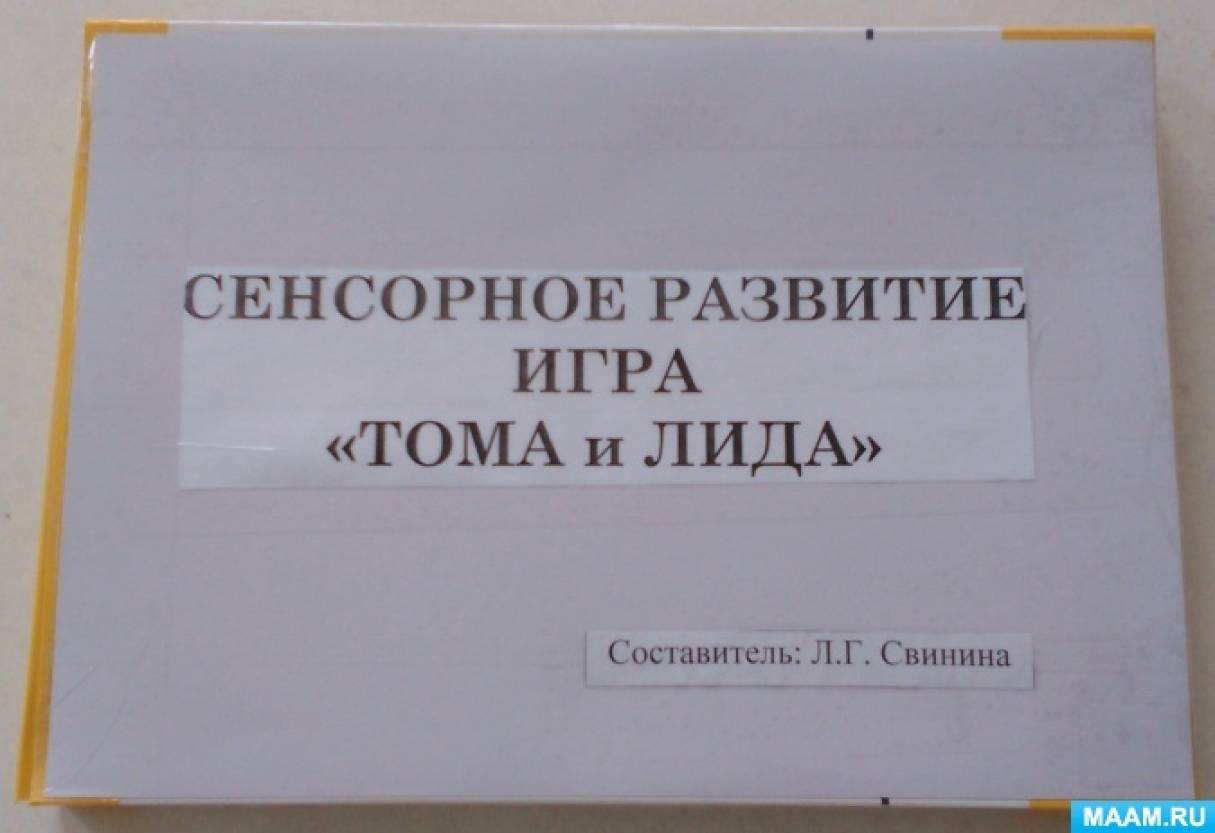 СЕНСОРНОЕ РАЗВИТИЕ
ИГРА
«ТОМА и ЛИДА»
Составитель: Л.Г. Свинина
MAAM.RU